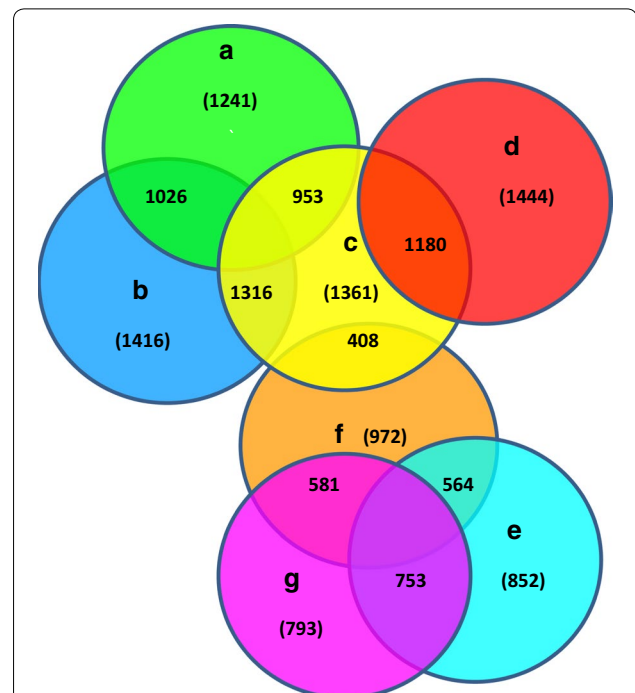 a
(1241)
d
1026
953
(1444)
c
1180
b
1316
(1361)
(1416)
408
f (972)
581
564
e
g
753
(852)
(793)